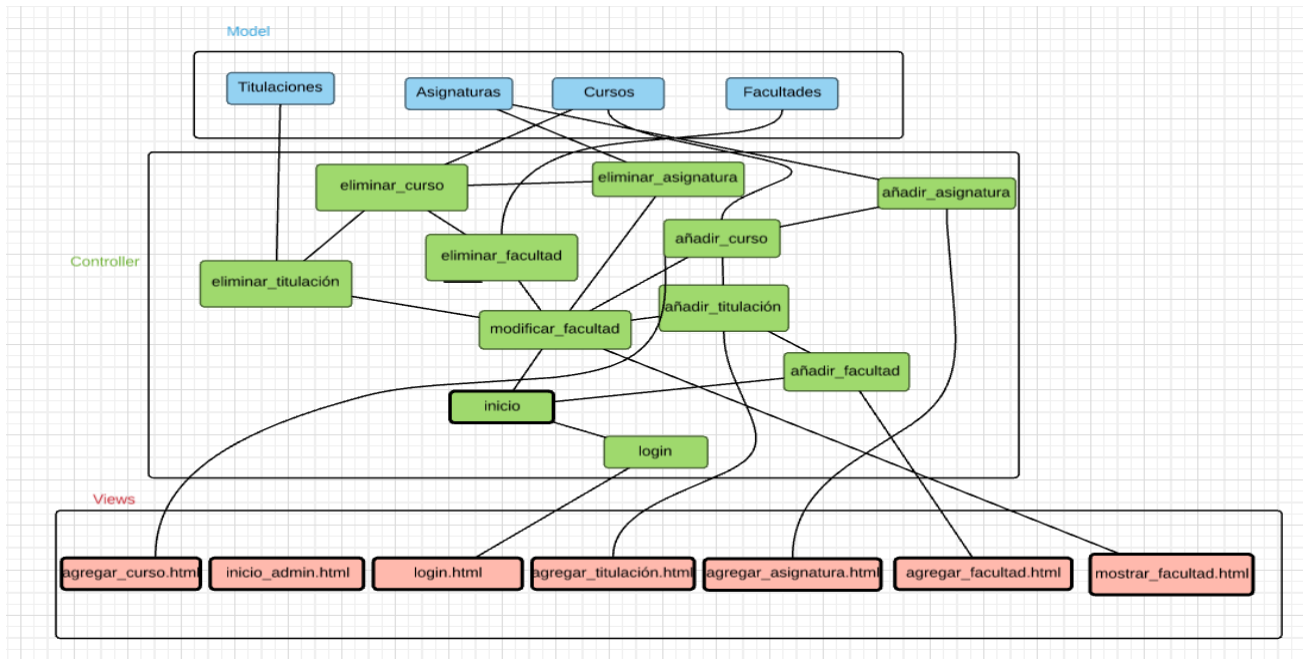 Model
Titulaciones
Asignaturas
Cursos
Facultades
Controller
eliminar_curso
eliminar_asignatura
añadir_asignatura
añadir_curso
eliminar_facultad
eliminar_titulación
añadir_titulación
modificar_facultad
añadir_facultad
inicio
login
Views
agregar_curso.html
inicio_admin.html
login.html
agregar_titulación.html
agregar_asignatura.html
agregar_facultad.html
mostrar_facultad.html